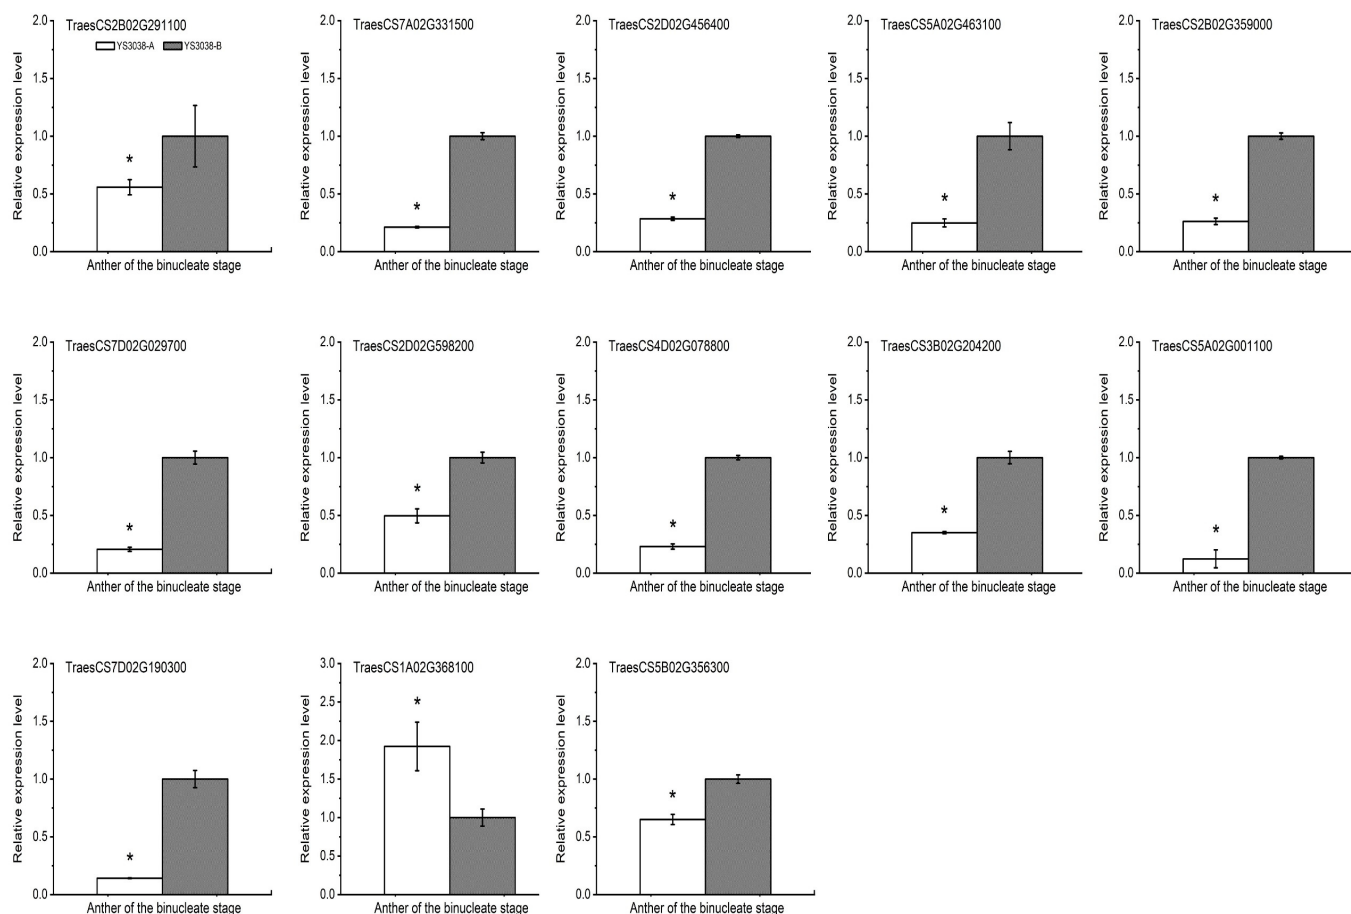 TraesCS2B02G291100
YS3038-A YS3038-B
Relative expression level
2.0
1.5
1.0
0.5
0.0
Anther of the binucleate stage
TraesCS7A02G331500
Relative expression level
2.0
1.5
1.0
0.5
0.0
Anther of the binucleate stage
TraesCS2D02G456400
Relative expression level
2.0
1.5
1.0
0.5
0.0
Anther of the binucleate stage
TraesCS5A02G463100
Relative expression level
2.0
1.5
1.0
0.5
0.0
Anther of the binucleate stage
TraesCS2B02G359000
Relative expression level
2.0
1.5
1.0
0.5
0.0
Anther of the binucleate stage
TraesCS7D02G029700
Relative expression level
2.0
1.5
1.0
0.5
0.0
Anther of the binucleate stage
TraesCS2D02G598200
Relative expression level
2.0
1.5
1.0
0.5
0.0
Anther of the binucleate stage
TraesCS4D02G078800
Relative expression level
2.0
1.5
1.0
0.5
0.0
Anther of the binucleate stage
TraesCS3B02G204200
Relative expression level
2.0
1.5
1.0
0.5
0.0
Anther of the binucleate stage
TraesCS5A02G001100
Relative expression level
2.0
1.5
1.0
0.5
0.0
Anther of the binucleate stage
TraesCS7D02G190300
Relative expression level
2.0
1.5
1.0
0.5
0.0
Anther of the binucleate stage
TraesCS1A02G368100
Relative expression level
3.0
2.5
2.0
1.5
1.0
0.5
0.0
Anther of the binucleate stage
TraesCS5B02G356300
Relative expression level
2.0
1.5
1.0
0.5
0.0
Anther of the binucleate stage